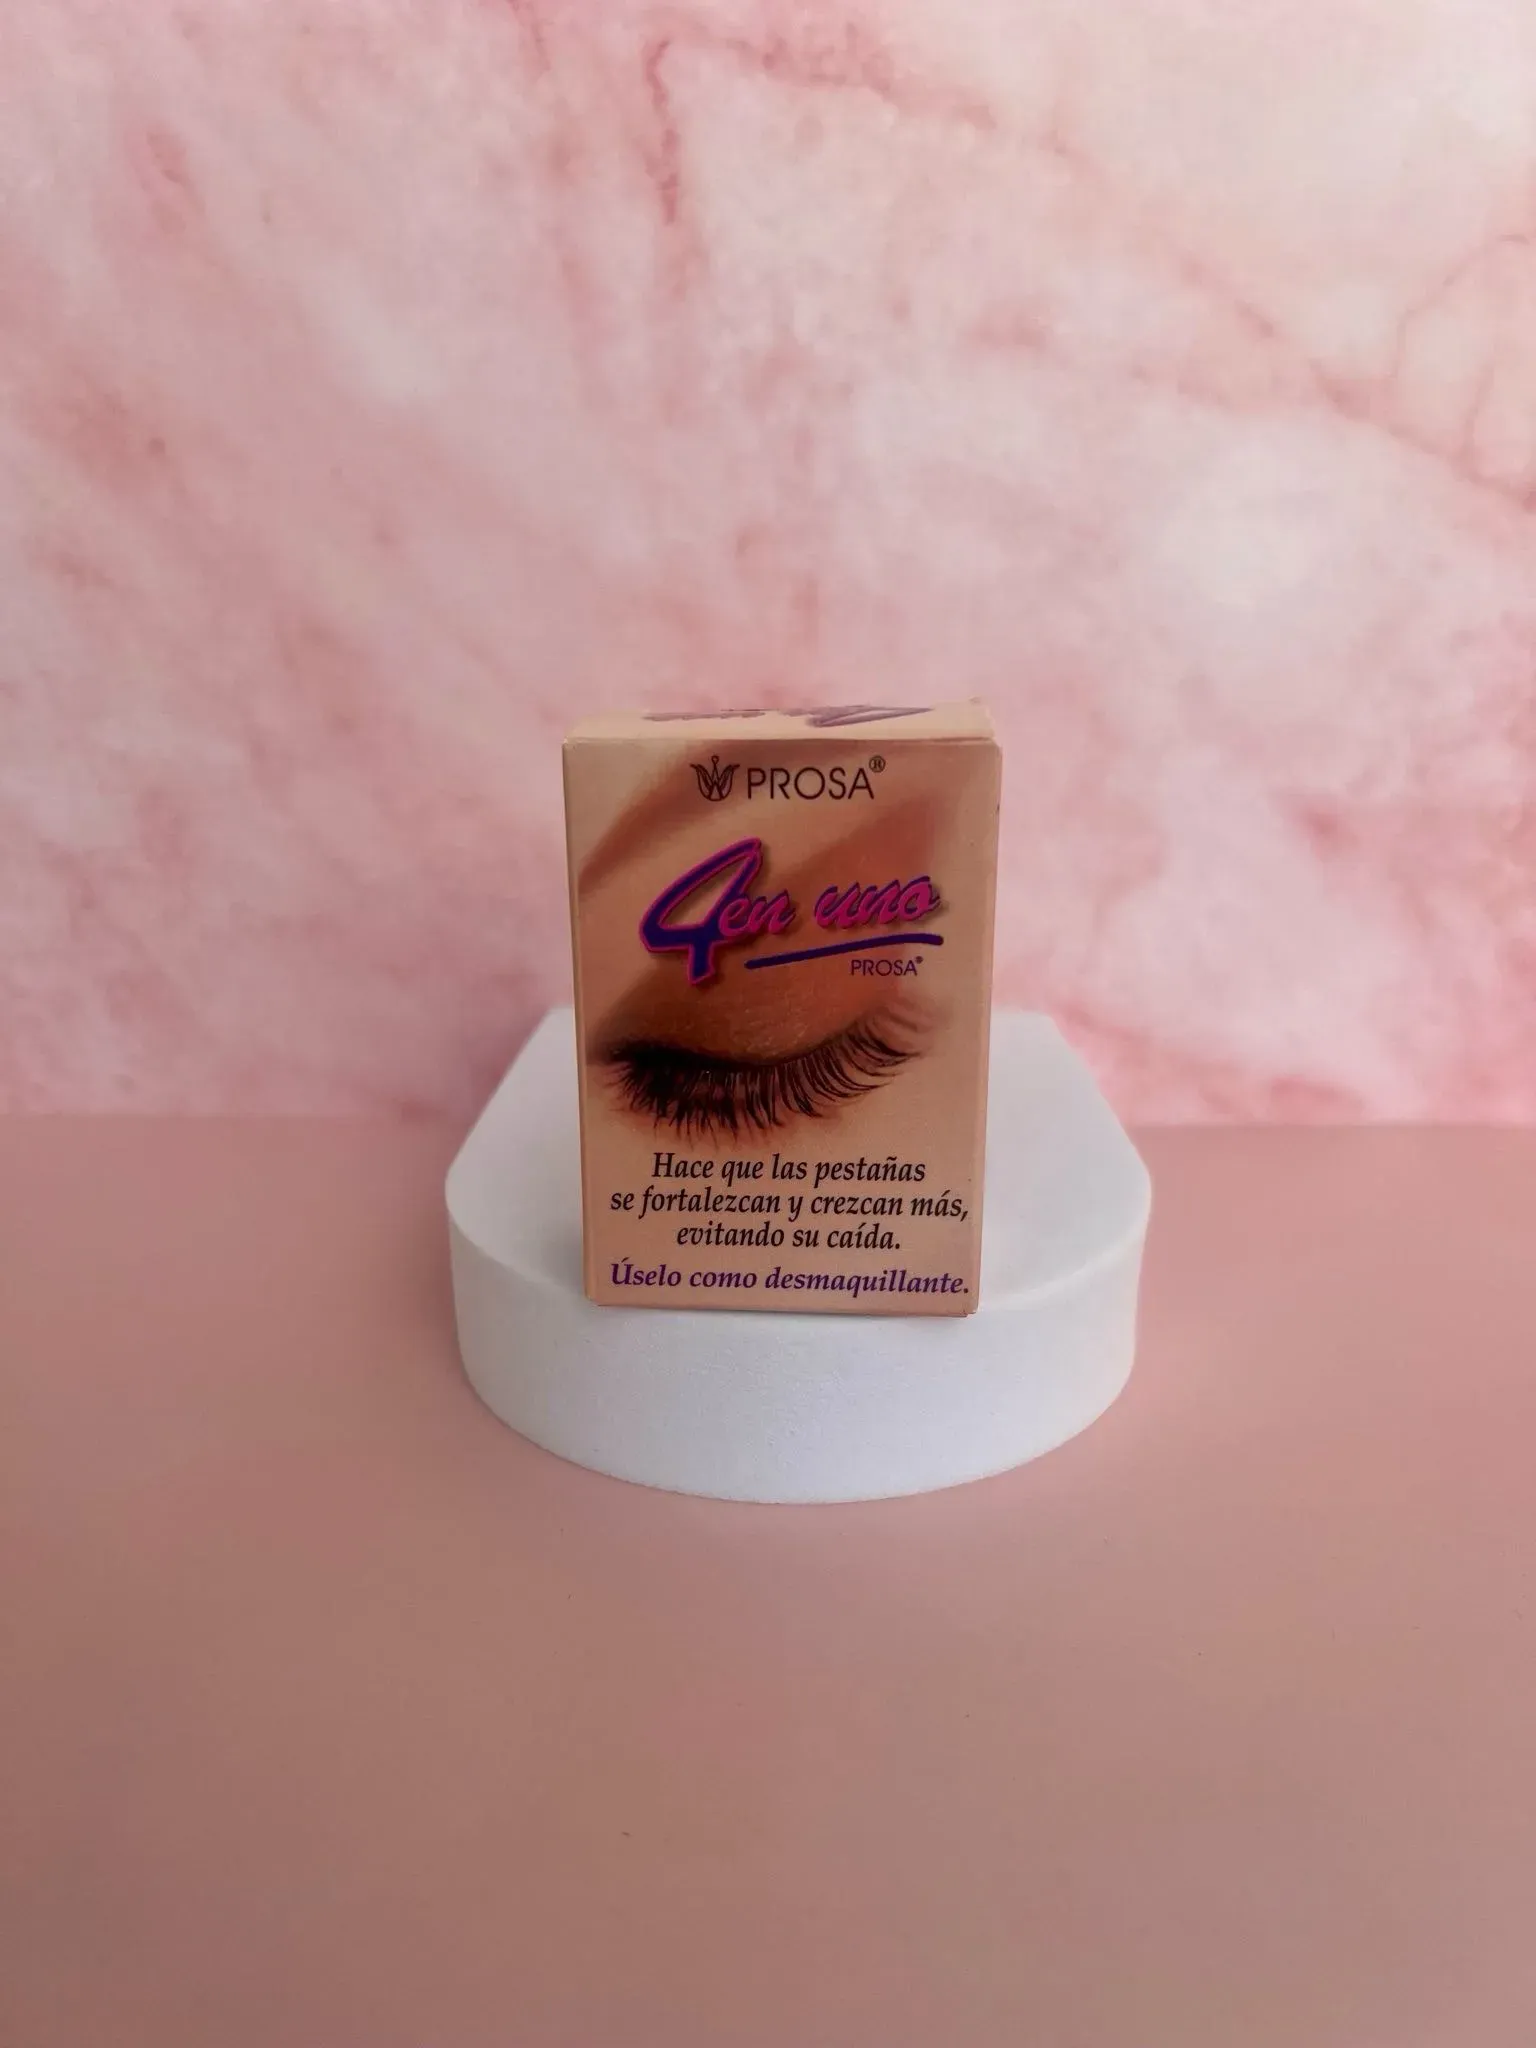 PROSA®
4en uno
PROSA®
Hace que las pestañas
se fortalezcan y crezcan más,
evitando su caída.
Úselo como desmaquillante.